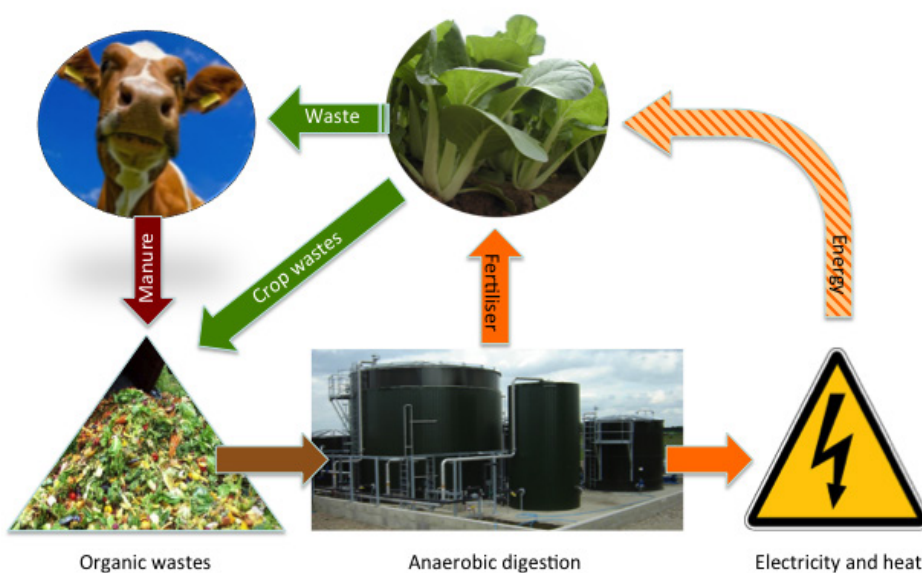 Waste
Manure
Crop wastes
Fertiliser
Energy
Organic wastes
Anaerobic digestion
Electricity and heat